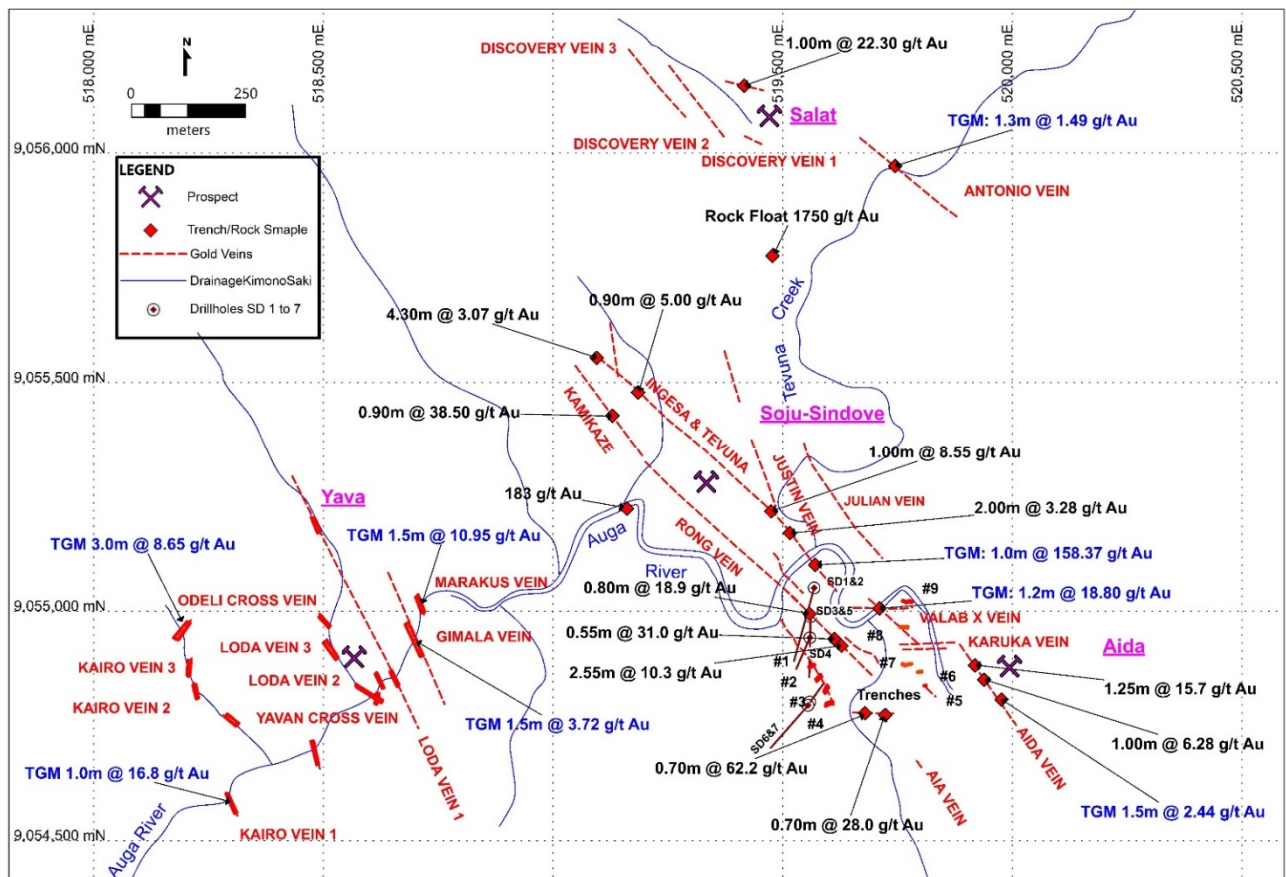 518,000 mE
518,500 mE
519,500 mE
520,000 mE
520,500 mE
N
0
250
meters
DISCOVERY VEIN 3
1.00m @ 22.30 g/t Au
Salat
TGM: 1.3m @ 1.49 g/t Au
DISCOVERY VEIN 2
DISCOVERY VEIN 1
9,056,000 mN
ANTONIO VEIN
LEGEND
Prospect
Trench/Rock Smaple
Gold Veins
DrainageKimonoSaki
Drillholes SD 1 to 7
Rock Float 1750 g/t Au
Tevuna Creek
0.90m @ 5.00 g/t Au
4.30m @ 3.07 g/t Au
9,055,500 mN
0.90m @ 38.50 g/t Au
KAMIKAZE
INGESA & TEVUNA
Soju-Sindove
1.00m @ 8.55 g/t Au
JUSTIN VEIN
JULIAN VEIN
183 g/t Au
2.00m @ 3.28 g/t Au
Yava
TGM 1.5m @ 10.95 g/t Au
Auga River
RONG VEIN
TGM 3.0m @ 8.65 g/t Au
TGM: 1.0m @ 158.37 g/t Au
MARAKUS VEIN
0.80m @ 18.9 g/t Au
SD1&2
#9
TGM: 1.2m @ 18.80 g/t Au
ODELI CROSS VEIN
9,055,000 mN
SD3&5
VALAB X VEIN
GIMALA VEIN
0.55m @ 31.0 g/t Au
#8
KARUKA VEIN
Aida
LODA VEIN 3
KAIRO VEIN 3
SD4
2.55m @ 10.3 g/t Au
#1
#7
#6
LODA VEIN 2
#2
#5
1.25m @ 15.7 g/t Au
KAIRO VEIN 2
YAVAN CROSS VEIN
#3
Trenches
TGM 1.5m @ 3.72 g/t Au
#4
LODA VEIN 1
SD6&7
1.00m @ 6.28 g/t Au
AIDA VEIN
TGM 1.0m @ 16.8 g/t Au
0.70m @ 62.2 g/t Au
AIA VEIN
TGM 1.5m @ 2.44 g/t Au
Auga River
0.70m @ 28.0 g/t Au
KAIRO VEIN 1
9,054,500 mN